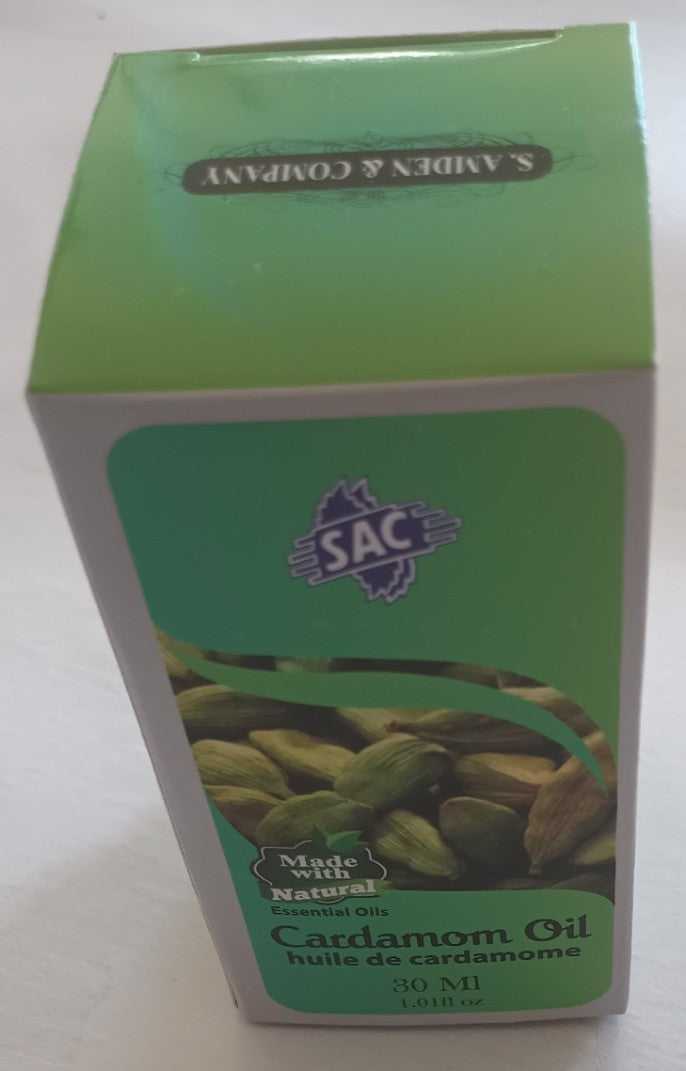 S. AMDEN & COMPANY
SAC
Made
with
Natural
Essential Oils
Cardamom Oil
huile de cardamome
30 Ml
1.01fl oz